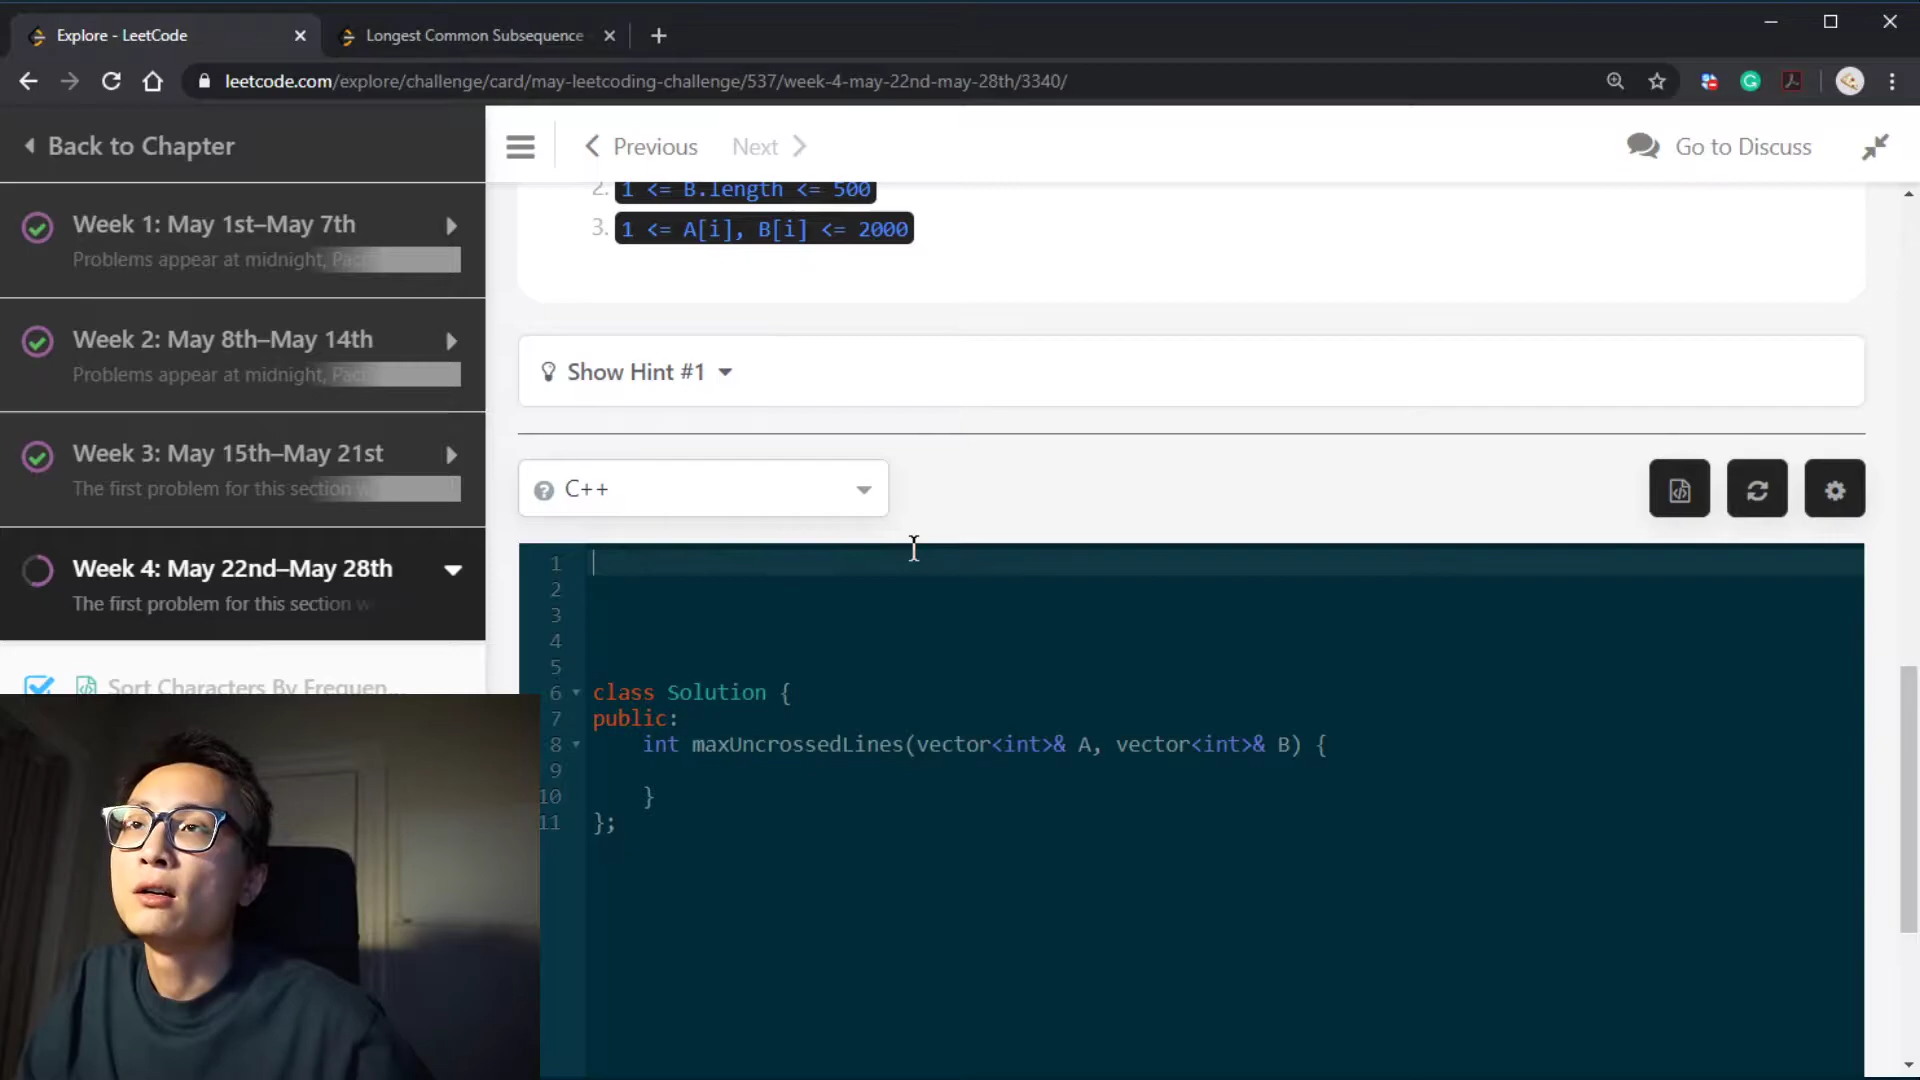 Explore - LeetCode
Longest Common Subsequence
leetcode.com/explore/challenge/card/may-leetcoding-challenge/537/week-4-may-22nd-may-28th/3340/
Back to Chapter
Previous
Next
Go to Discuss
Week 1: May 1st–May 7th
Problems appear at midnight,
Week 2: May 8th–May 14th
Problems appear at midnight,
Week 3: May 15th–May 21st
The first problem for this section
Week 4: May 22nd–May 28th
The first problem for this section
Sort Characters By Frequen...
2. 1 <= B.length <= 500
3. 1 <= A[i], B[i] <= 2000
Show Hint #1
C++
1
2
3
4
5
6 class Solution {
7 public:
8 int maxUncrossedLines(vector<int>& A, vector<int>& B) {
9
10 }
11 };